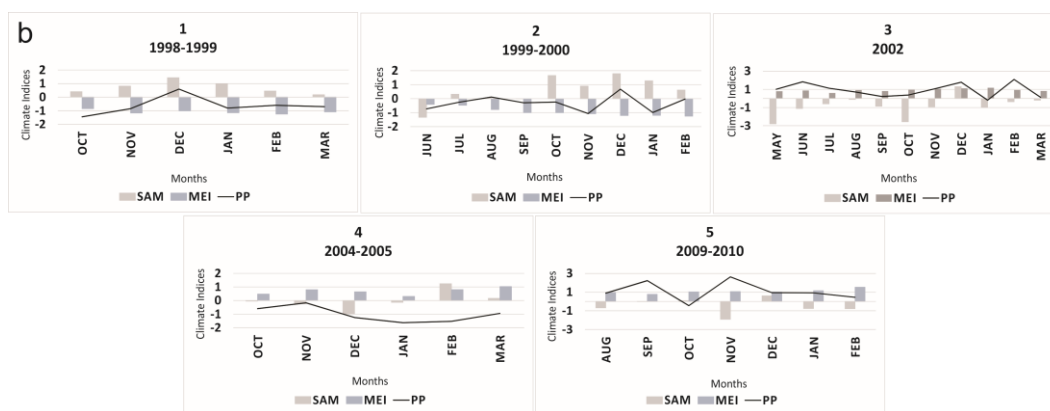 b
1
1998-1999
Climate Indices
2
1
0
-1
-2
OCT NOV DEC JAN FEB MAR
Months
SAM MEI PP
2
1999-2000
Climate Indices
2
1
0
-1
-2
JUN JUL AUG SEP OCT NOV DEC JAN FEB
Months
SAM MEI PP
3
2002
Climate Indices
3
2
1
0
-1
-2
-3
MAY JUN JUL AUG SEP OCT NOV DEC JAN FEB MAR
Months
SAM MEI PP
4
2004-2005
Climate Indices
2
1
0
-1
-2
OCT NOV DEC JAN FEB MAR
Months
SAM MEI PP
5
2009-2010
Climate Indices
3
1
-1
-3
AUG SEP OCT NOV DEC JAN FEB
Months
SAM MEI PP